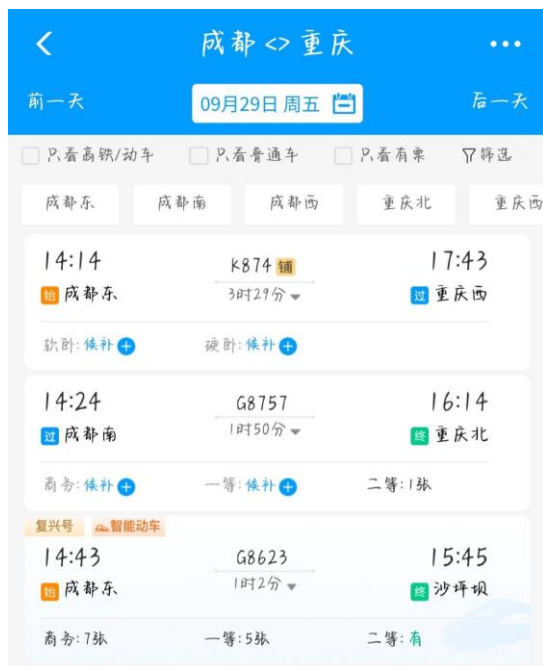 成都<>重庆
前一天 09月29日 周五 后一天
只看高铁/动车 只看普通车 只看有票 筛选
成都东 成都南 成都西 重庆北 重庆西
14:14 K874 铺 17:43
始 成都东 3时29分 过 重庆西
软卧:候补 硬卧:候补
14:24 G8757 16:14
过 成都南 1时50分 终 重庆北
商务:候补 一等:候补 二等:1张
复兴号 智能动车
14:43 G8623 15:45
始 成都东 1时2分 终 沙坪坝
商务:7张 一等:5张 二等:有